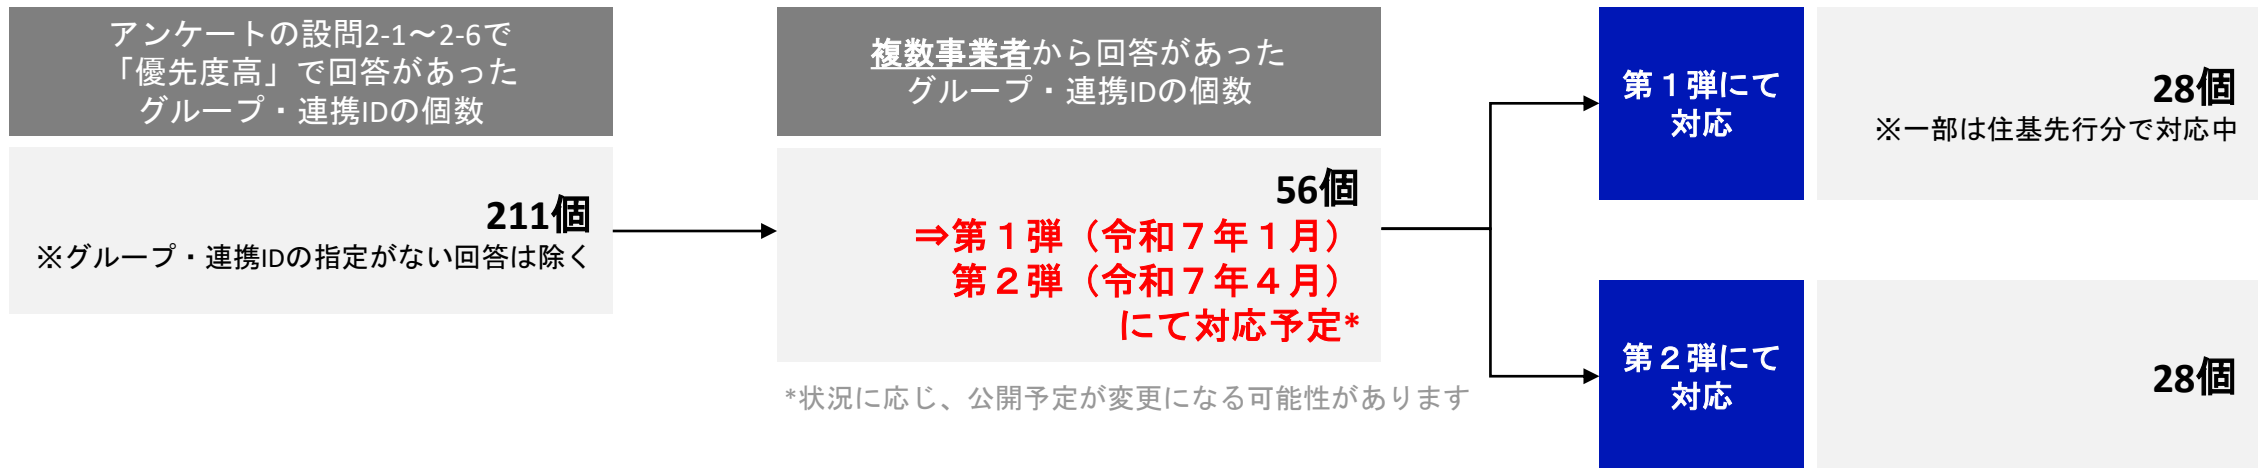 アンケートの設問2-1～2-6で
「優先度高」で回答があった
グループ・連携IDの個数
211個
※グループ・連携IDの指定がない回答は除く
複数事業者から回答があった
グループ・連携IDの個数
56個
⇒第１弾（令和７年１月）
第２弾（令和７年４月）
にて対応予定*
*状況に応じ、公開予定が変更になる可能性があります
第１弾にて
対応
28個
※一部は住基先行分で対応中
第２弾にて
対応
28個